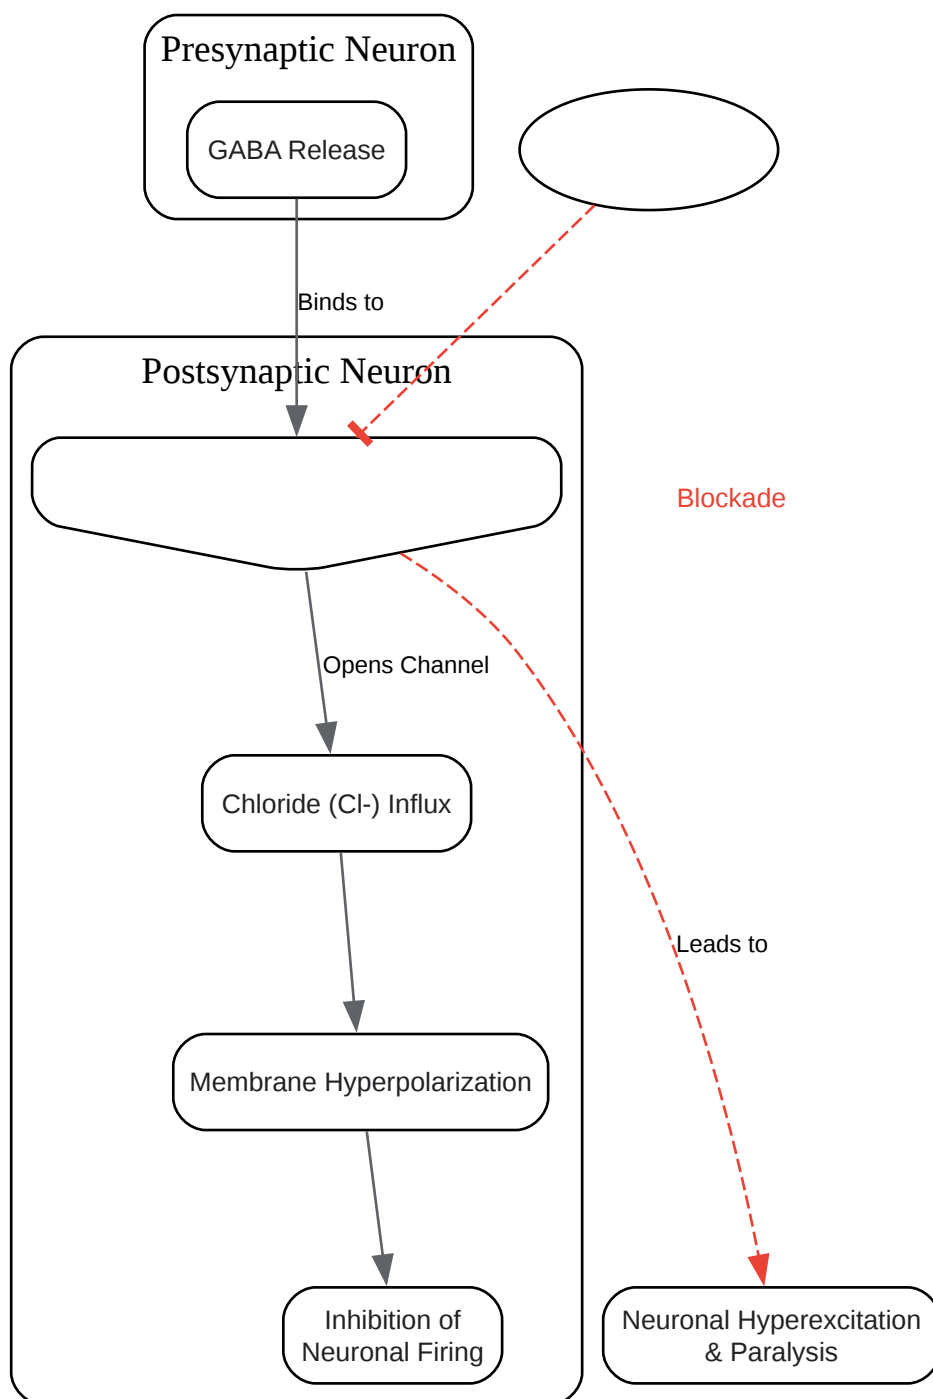 Presynaptic Neuron
GABA Release
Binds to
Postsynaptic Neuron
Blockade
Opens Channel
Chloride (Cl-) Influx
Leads to
Membrane Hyperpolarization
Inhibition of
Neuronal Firing
Neuronal Hyperexcitation
& Paralysis